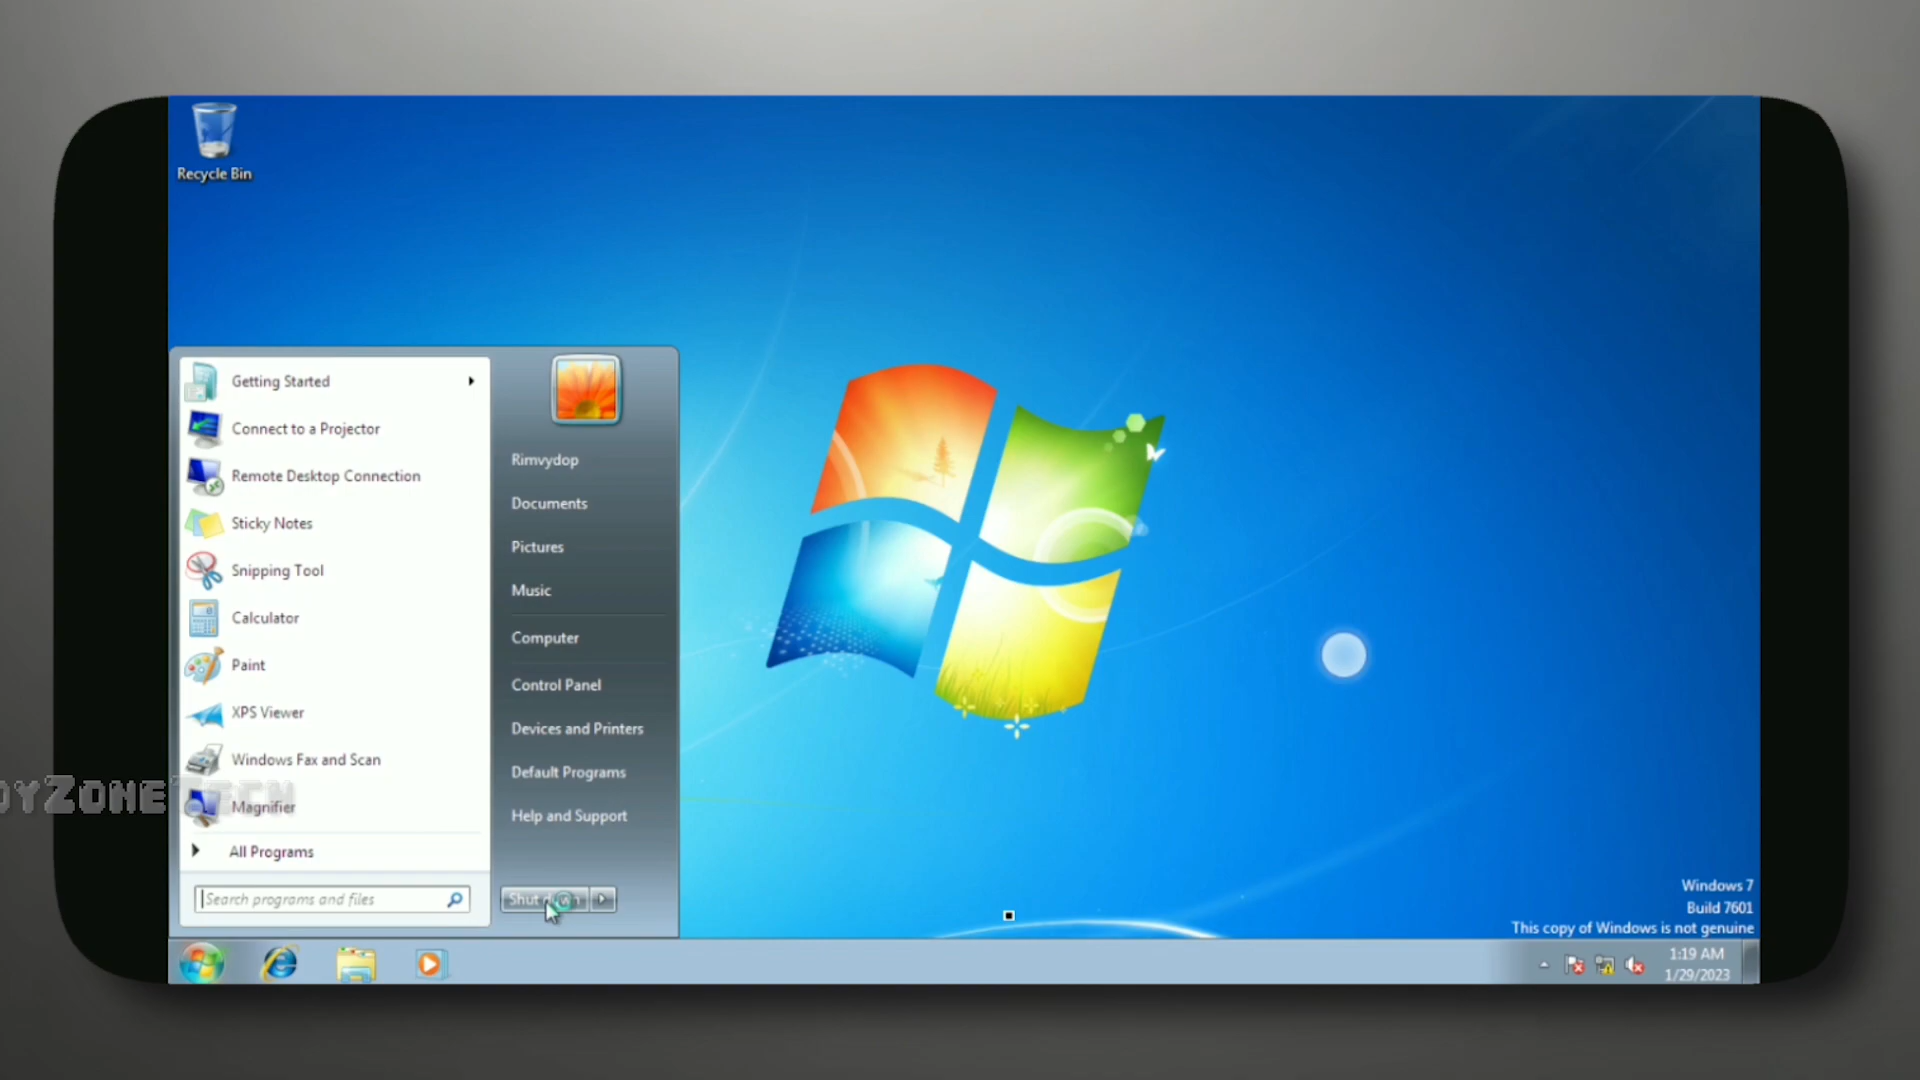 Recycle Bin
Getting Started
Connect to a Projector
Remote Desktop Connection
Sticky Notes
Snipping Tool
Calculator
Paint
XPS Viewer
Windows Fax and Scan
Magnifier
All Programs
Search programs and files
Rimvydop
Documents
Pictures
Music
Computer
Control Panel
Devices and Printers
Default Programs
Help and Support
Shut down
oyZoneTech
Windows 7
Build 7601
This copy of Windows is not genuine
1:19 AM
1/29/2023